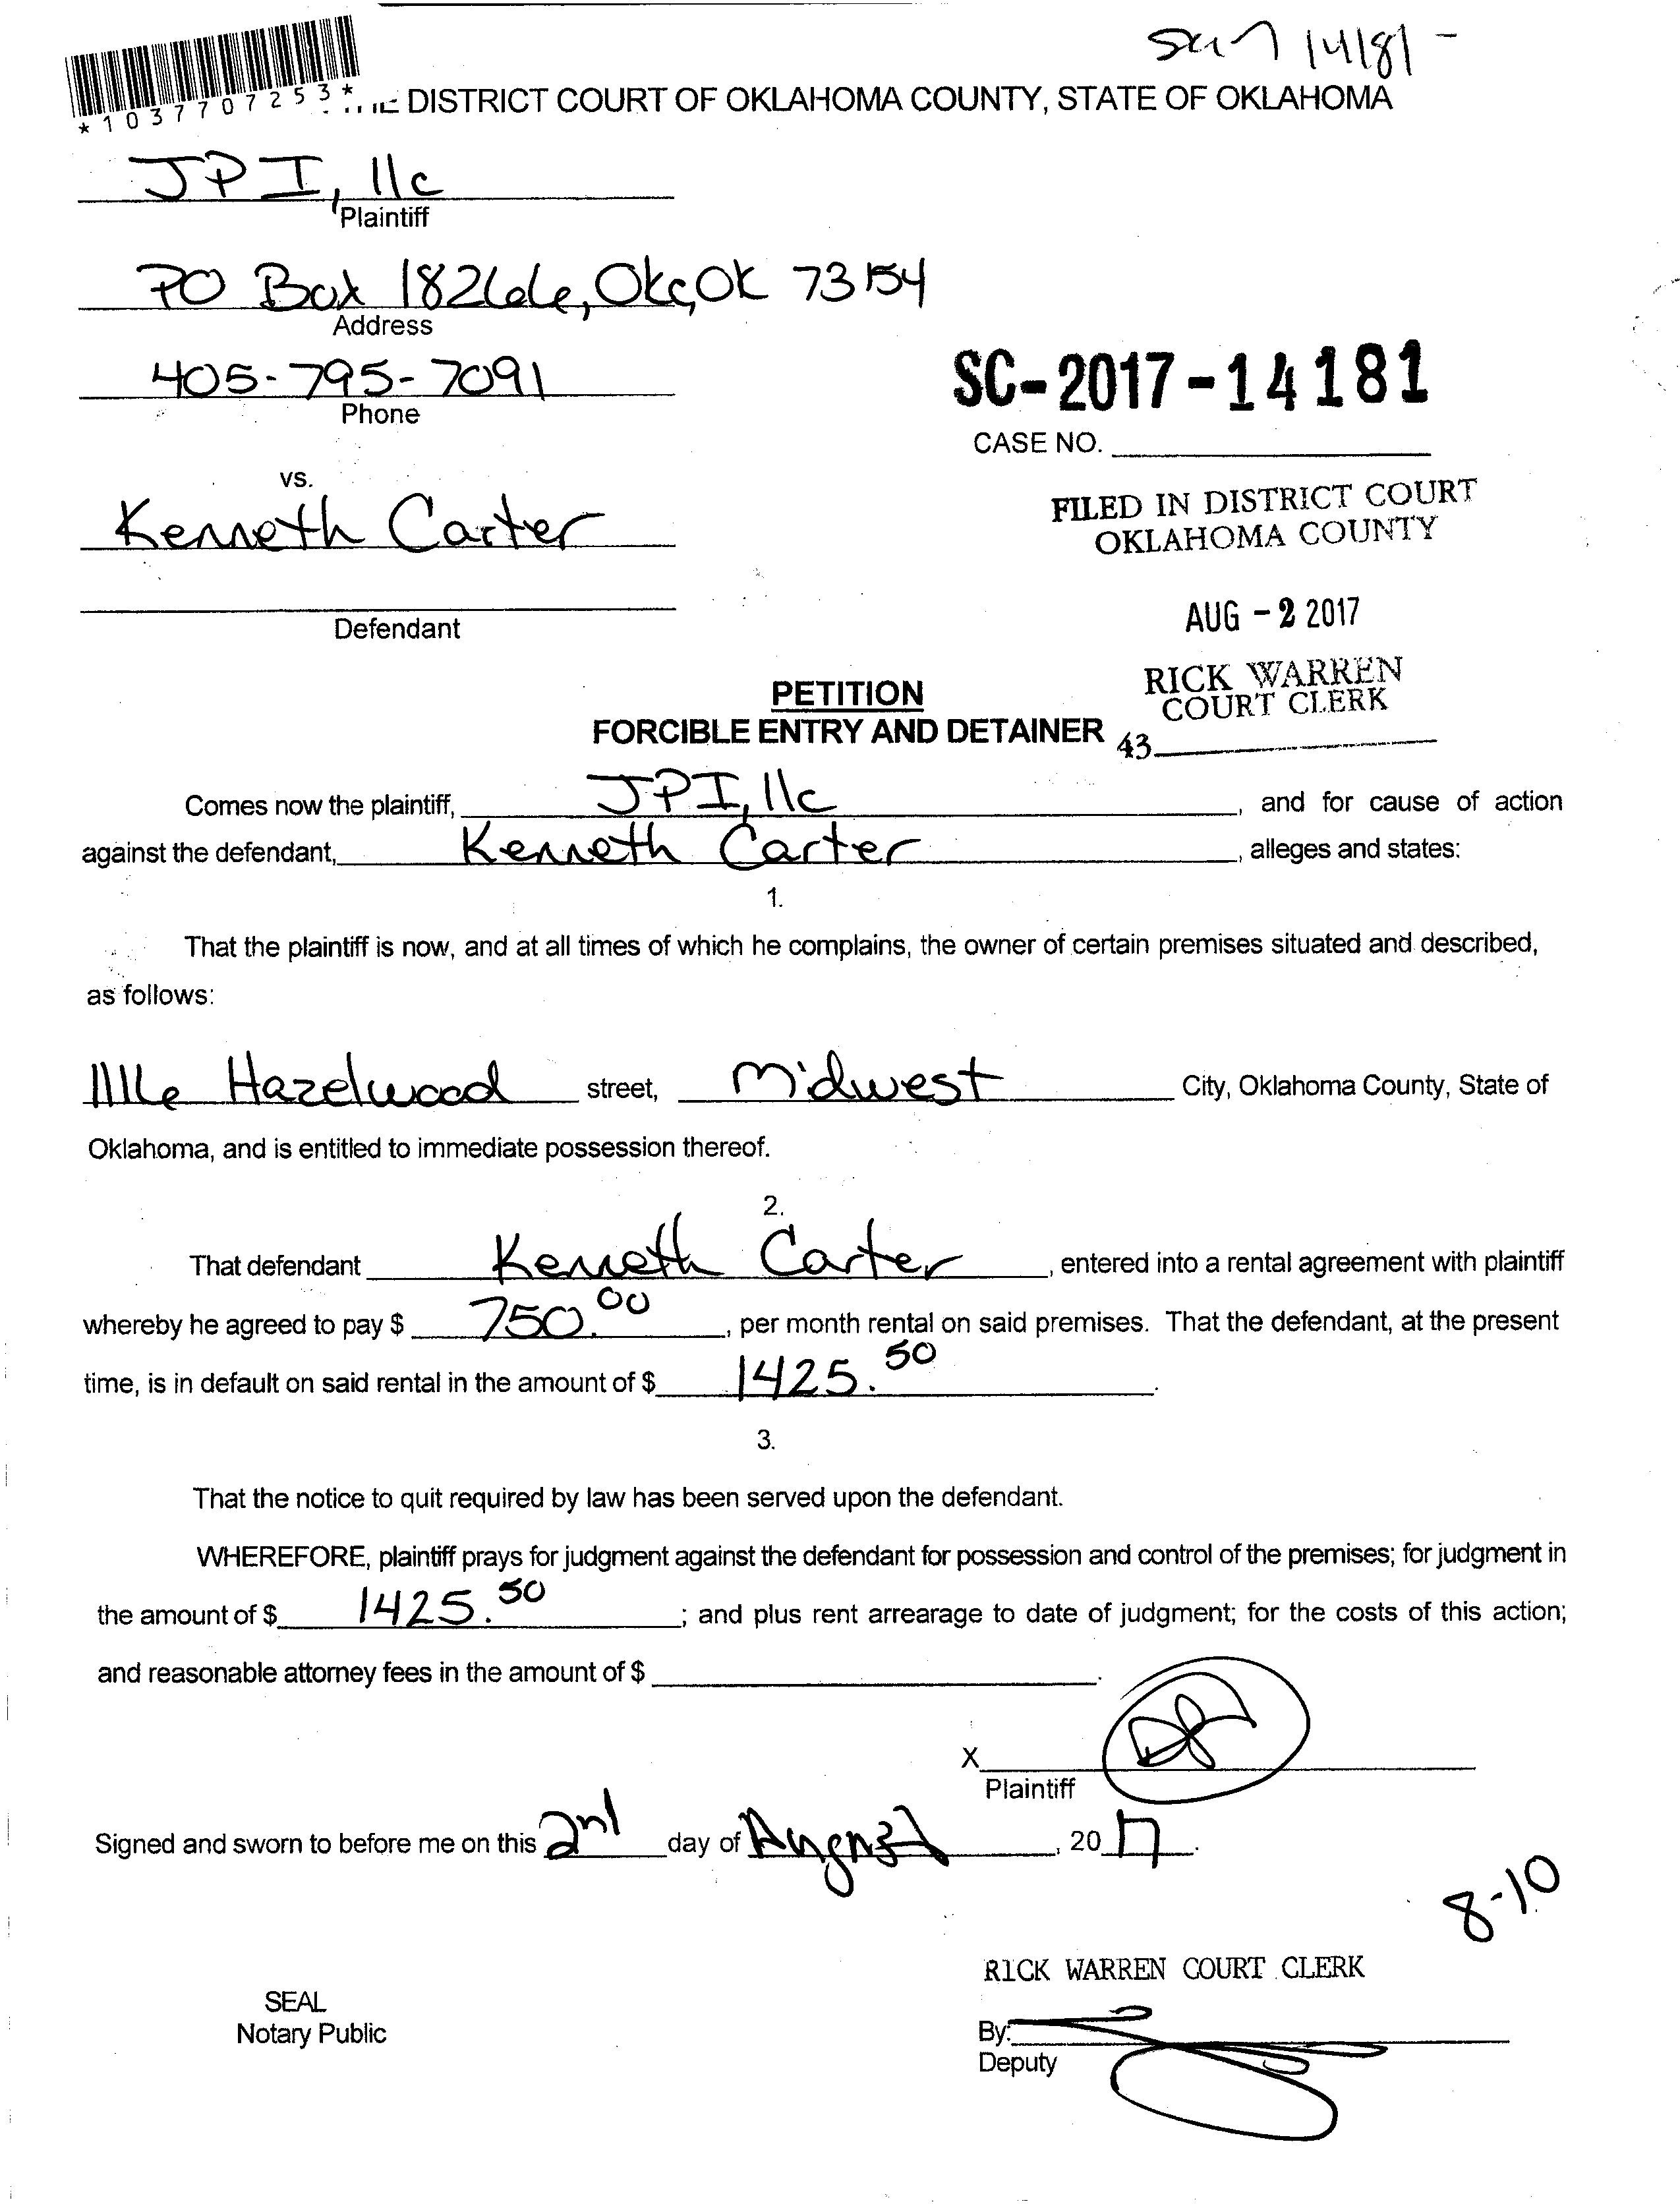 SC17 14181 -
*1037707253*
THE DISTRICT COURT OF OKLAHOMA COUNTY, STATE OF OKLAHOMA
JPI, llc
Plaintiff
PO Box 18266, Okc, OK 73154
Address
405-795-7091
Phone
SC-2017-14181
CASE NO.
vs.
Kenneth Carter
Defendant
FILED IN DISTRICT COURT
OKLAHOMA COUNTY
AUG - 2 2017
RICK WARREN
COURT CLERK
43
PETITION
FORCIBLE ENTRY AND DETAINER
Comes now the plaintiff, JPI, llc, and for cause of action
against the defendant, Kenneth Carter, alleges and states:
1.
That the plaintiff is now, and at all times of which he complains, the owner of certain premises situated and described,
as follows:
1116 Hazelwood street, Midwest City, Oklahoma County, State of
Oklahoma, and is entitled to immediate possession thereof.
2.
That defendant Kenneth Carter, entered into a rental agreement with plaintiff
whereby he agreed to pay $ 750.00, per month rental on said premises. That the defendant, at the present
time, is in default on said rental in the amount of $ 1425.50.
3.
That the notice to quit required by law has been served upon the defendant.
WHEREFORE, plaintiff prays for judgment against the defendant for possession and control of the premises; for judgment in
the amount of $ 1425.50; and plus rent arrearage to date of judgment; for the costs of this action;
and reasonable attorney fees in the amount of $ .
X
Plaintiff
Signed and sworn to before me on this 2nd day of August, 2017.
8-10
RICK WARREN COURT CLERK
SEAL
Notary Public
By:
Deputy